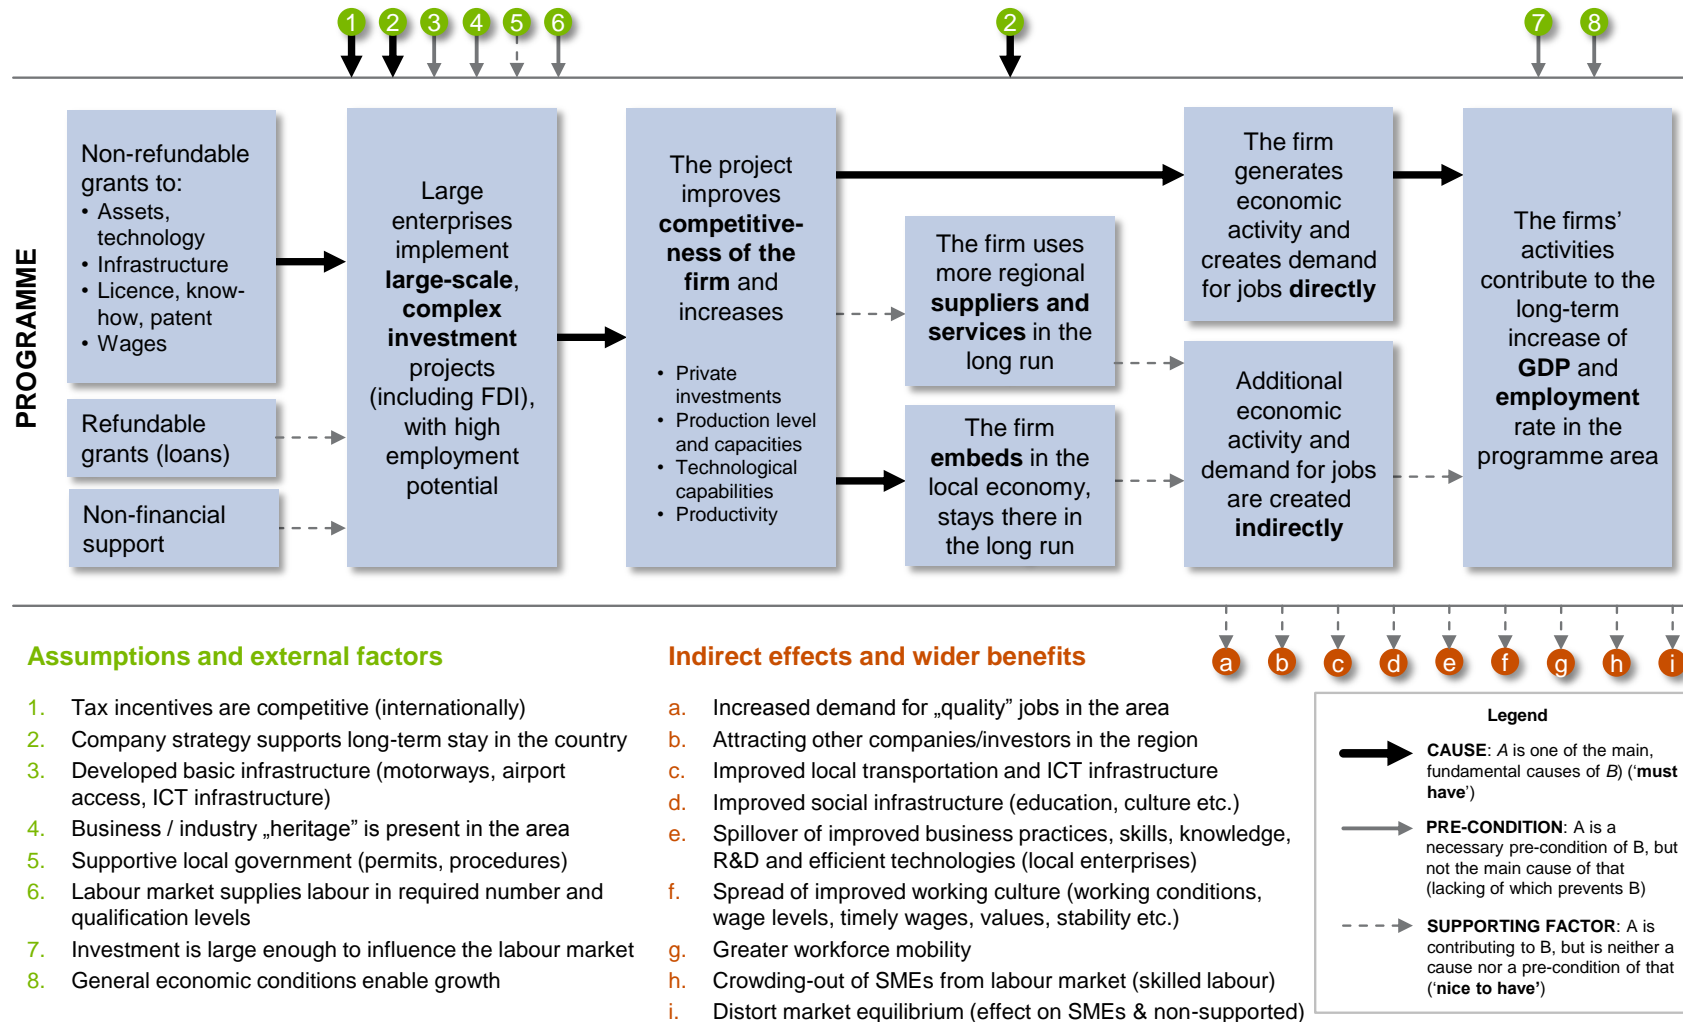 1 2 3 4 5 6 2 7 8
PROGRAMME
Non-refundable
grants to:
• Assets,
technology
• Infrastructure
• Licence, know-
how, patent
• Wages
Refundable
grants (loans)
Non-financial
support
Large
enterprises
implement
large-scale,
complex
investment
projects
(including FDI),
with high
employment
potential
The project
improves
competitive-
ness of the
firm and
increases
• Private
investments
• Production level
and capacities
• Technological
capabilities
• Productivity
The firm uses
more regional
suppliers and
services in the
long run
The firm
embeds in the
local economy,
stays there in
the long run
The firm
generates
economic
activity and
creates demand
for jobs directly
Additional
economic
activity and
demand for jobs
are created
indirectly
The firms’
activities
contribute to the
long-term
increase of
GDP and
employment
rate in the
programme area
Assumptions and external factors
1. Tax incentives are competitive (internationally)
2. Company strategy supports long-term stay in the country
3. Developed basic infrastructure (motorways, airport
access, ICT infrastructure)
4. Business / industry „heritage” is present in the area
5. Supportive local government (permits, procedures)
6. Labour market supplies labour in required number and
qualification levels
7. Investment is large enough to influence the labour market
8. General economic conditions enable growth
Indirect effects and wider benefits
a. Increased demand for „quality” jobs in the area
b. Attracting other companies/investors in the region
c. Improved local transportation and ICT infrastructure
d. Improved social infrastructure (education, culture etc.)
e. Spillover of improved business practices, skills, knowledge,
R&D and efficient technologies (local enterprises)
f. Spread of improved working culture (working conditions,
wage levels, timely wages, values, stability etc.)
g. Greater workforce mobility
h. Crowding-out of SMEs from labour market (skilled labour)
i. Distort market equilibrium (effect on SMEs & non-supported)
a b c d e f g h i
Legend
CAUSE: A is one of the main,
fundamental causes of B) (‘must
have’)
PRE-CONDITION: A is a
necessary pre-condition of B, but
not the main cause of that
(lacking of which prevents B)
SUPPORTING FACTOR: A is
contributing to B, but is neither a
cause nor a pre-condition of that
(‘nice to have’)